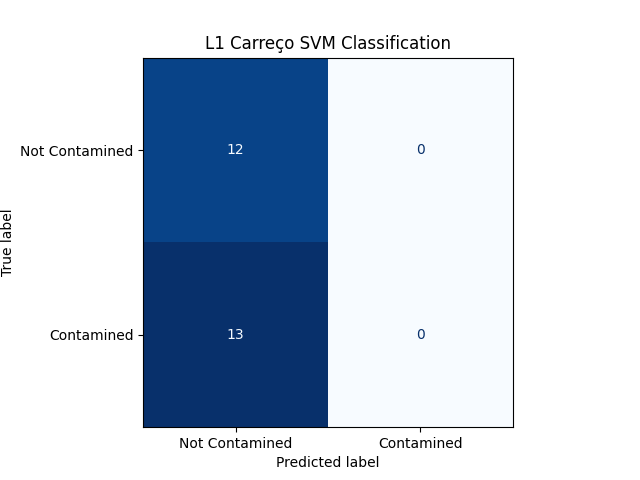 L1 Carreço SVM Classification
True label
Not Contamined
12
0
Contamined
13
0
Not Contamined
Contamined
Predicted label